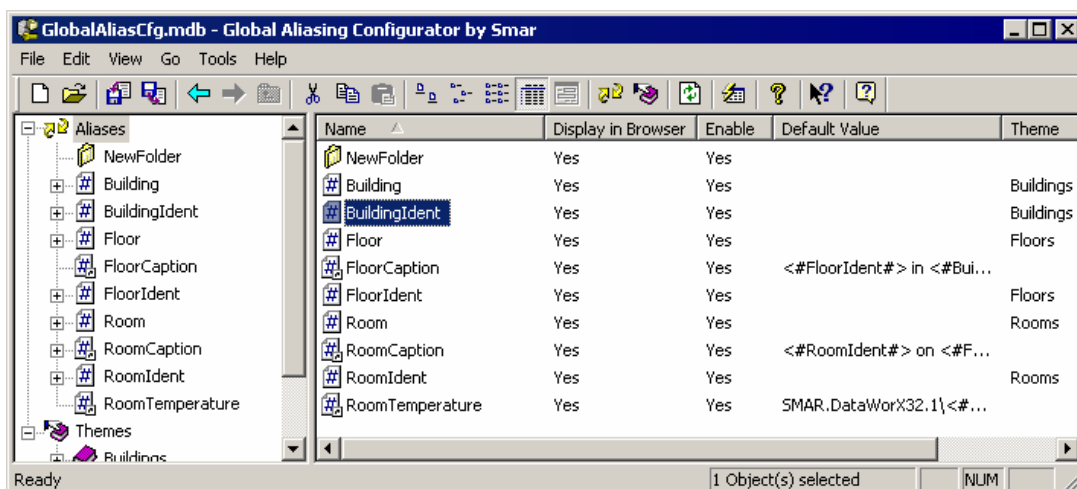 GlobalAliasCfg.mdb - Global Aliasing Configurator by Smar
File Edit View Go Tools Help
Aliases
NewFolder
Building
BuildingIdent
Floor
FloorCaption
FloorIdent
Room
RoomCaption
RoomIdent
RoomTemperature
Themes
Buildings
Name Display in Browser Enable Default Value Theme
NewFolder Yes Yes
Building Yes Yes Buildings
BuildingIdent Yes Yes Buildings
Floor Yes Yes Floors
FloorCaption Yes Yes <#FloorIdent#> in <#Bui...
FloorIdent Yes Yes Floors
Room Yes Yes Rooms
RoomCaption Yes Yes <#RoomIdent#> on <#F...
RoomIdent Yes Yes Rooms
RoomTemperature Yes Yes SMAR.DataWorX32.1\<#...
Ready 1 Object(s) selected NUM